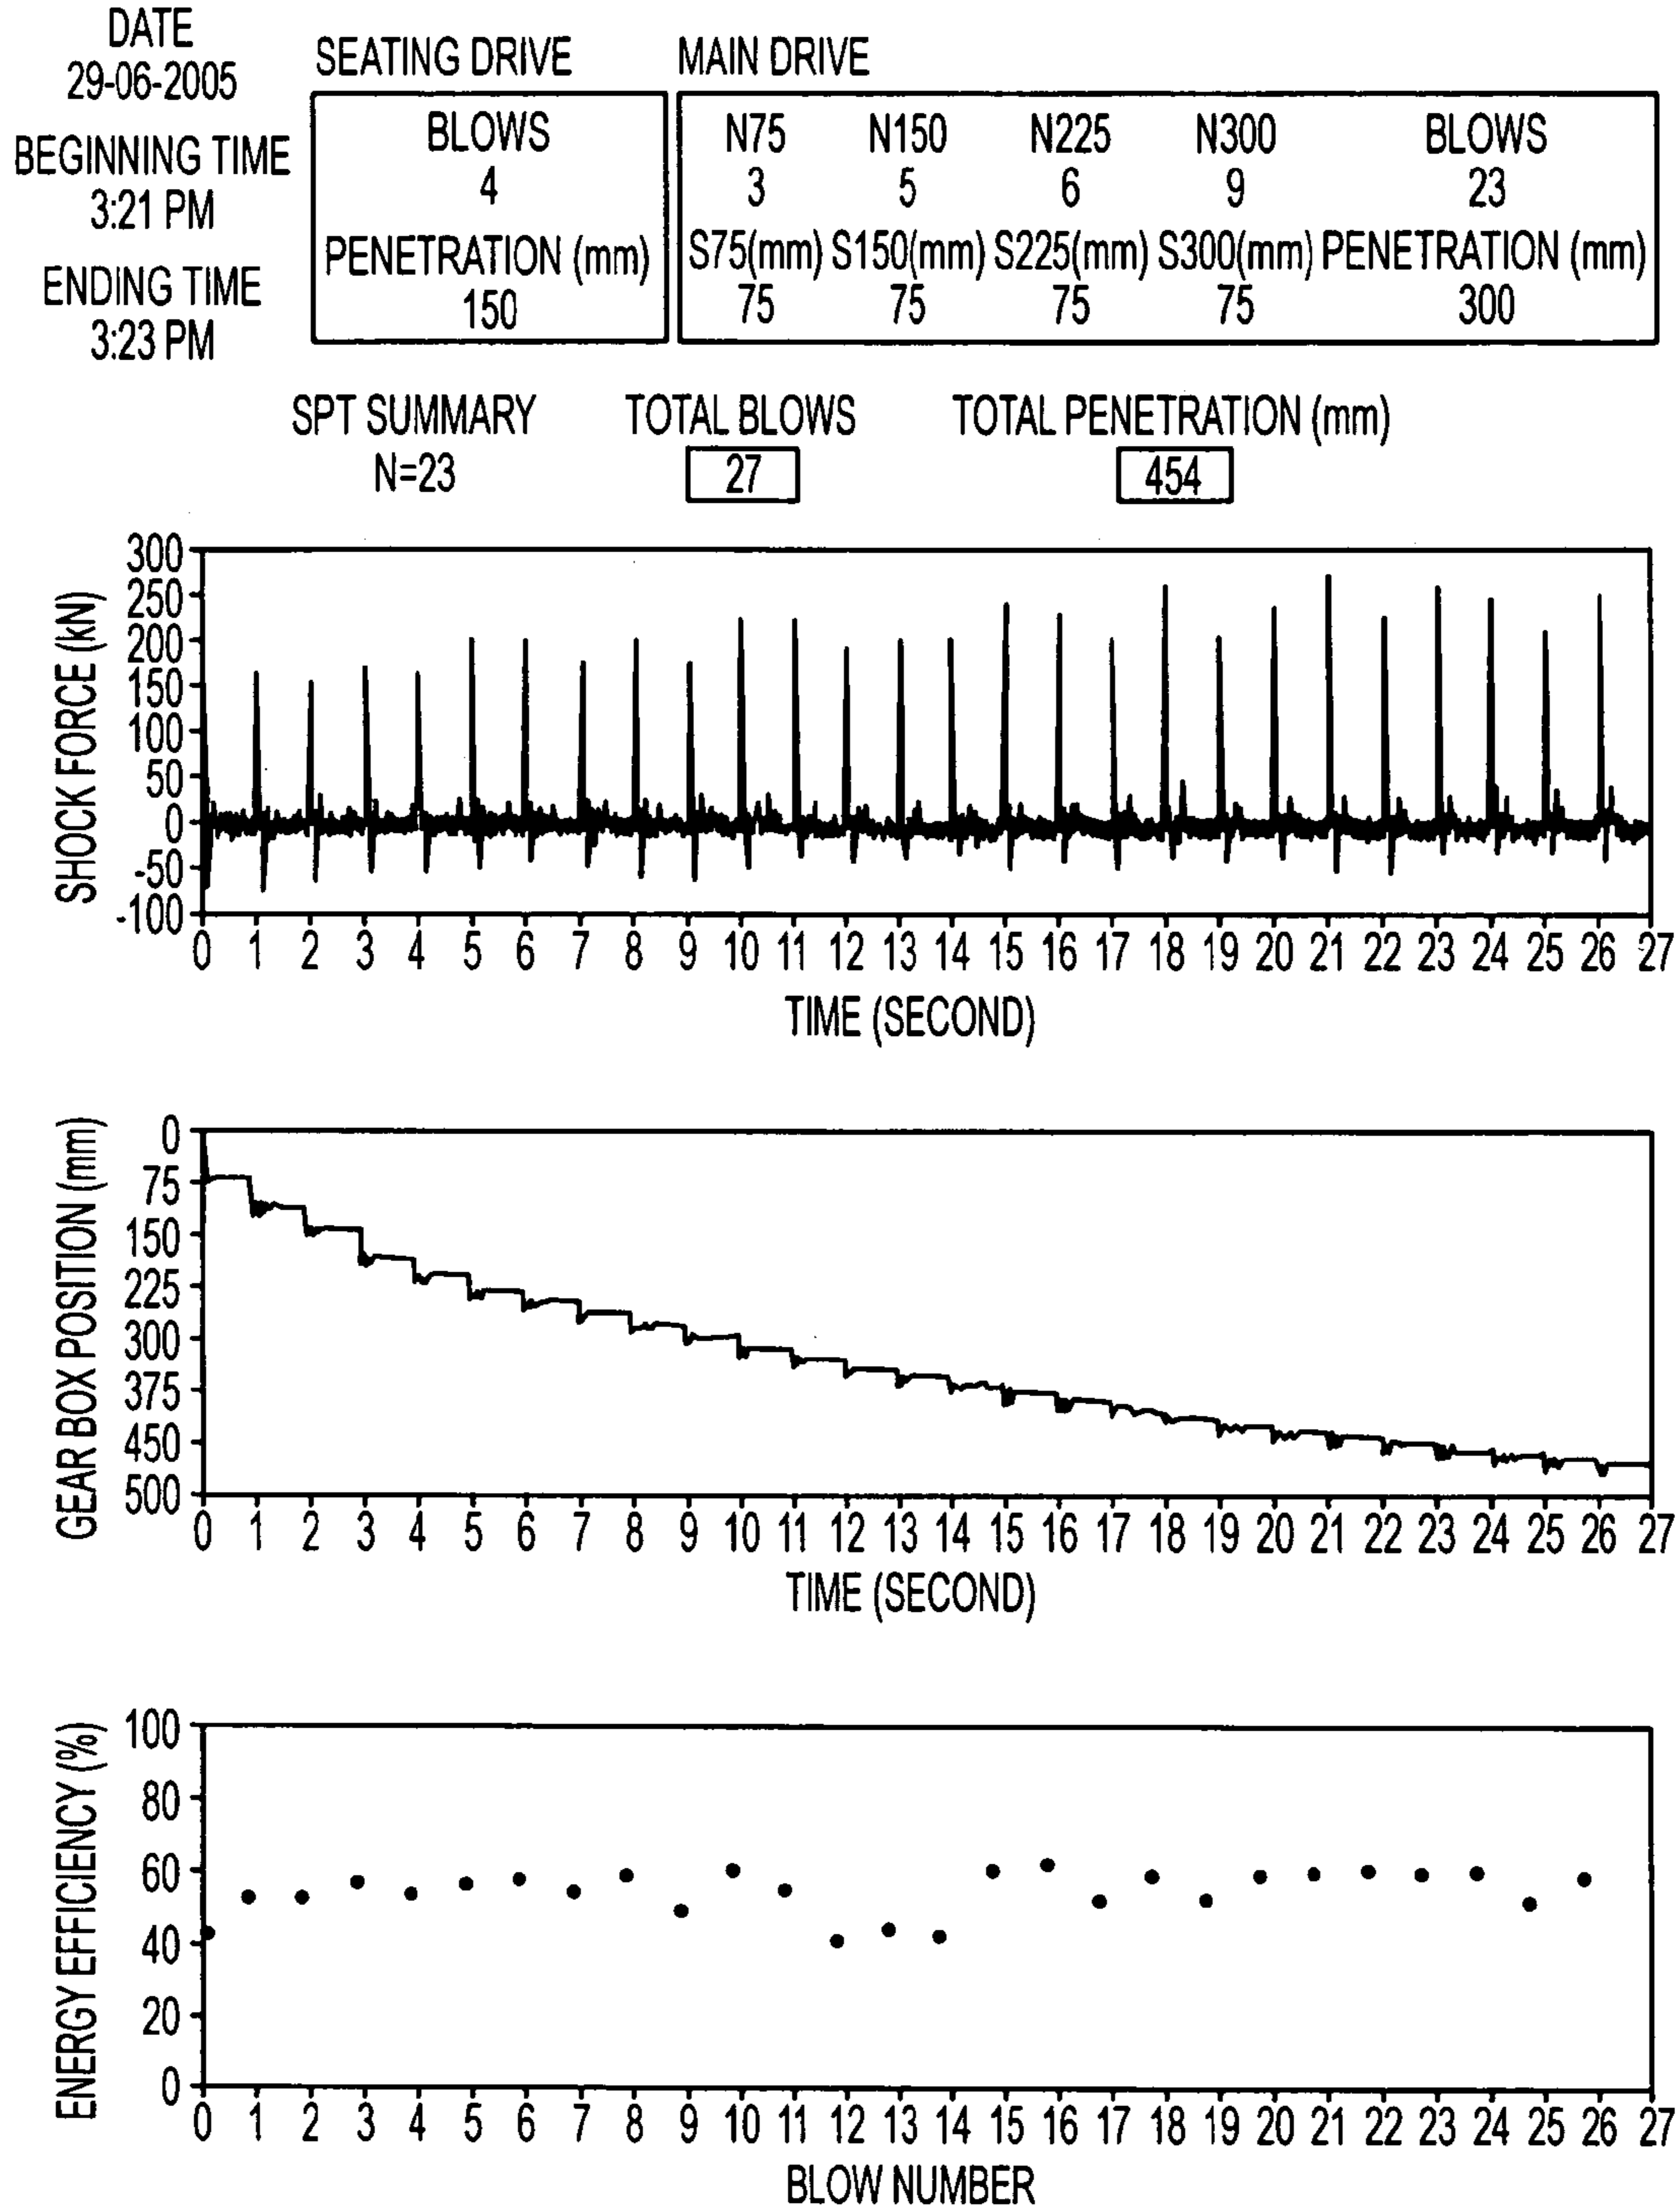 DATE
29-06-2005
BEGINNING TIME
3:21 PM
ENDING TIME
3:23 PM
SEATING DRIVE
BLOWS
4
PENETRATION (mm)
150
MAIN DRIVE
N75 N150 N225 N300 BLOWS
3 5 6 9 23
S75(mm) S150(mm) S225(mm) S300(mm) PENETRATION (mm)
75 75 75 75 300
SPT SUMMARY TOTAL BLOWS TOTAL PENETRATION (mm)
N=23 27 454
SHOCK FORCE (kN)
300
250
200
150
100
50
0
-50
-100
0 1 2 3 4 5 6 7 8 9 10 11 12 13 14 15 16 17 18 19 20 21 22 23 24 25 26 27
TIME (SECOND)
GEAR BOX POSITION (mm)
0
75
150
225
300
375
450
500
0 1 2 3 4 5 6 7 8 9 10 11 12 13 14 15 16 17 18 19 20 21 22 23 24 25 26 27
TIME (SECOND)
ENERGY EFFICIENCY (%)
100
80
60
40
20
0
0 1 2 3 4 5 6 7 8 9 10 11 12 13 14 15 16 17 18 19 20 21 22 23 24 25 26 27
BLOW NUMBER